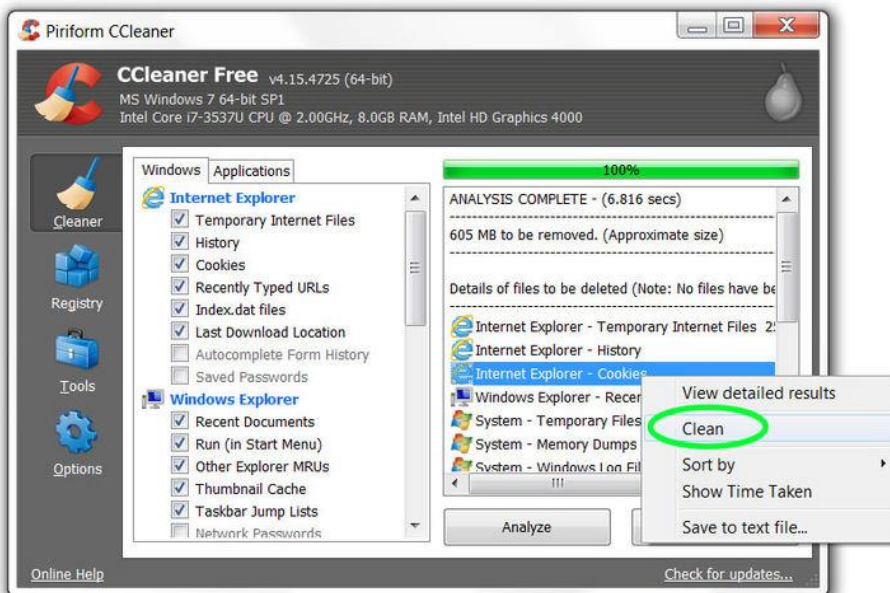 Piriform CCleaner
CCleaner Free v4.15.4725 (64-bit)
MS Windows 7 64-bit SP1
Intel Core i7-3537U CPU @ 2.00GHz, 8.0GB RAM, Intel HD Graphics 4000
Cleaner
Registry
Tools
Options
Windows
Applications
Internet Explorer
Temporary Internet Files
History
Cookies
Recently Typed URLs
Index.dat files
Last Download Location
Autocomplete Form History
Saved Passwords
Windows Explorer
Recent Documents
Run (in Start Menu)
Other Explorer MRUs
Thumbnail Cache
Taskbar Jump Lists
Network Passwords
100%
ANALYSIS COMPLETE - (6.816 secs)
605 MB to be removed. (Approximate size)
Details of files to be deleted (Note: No files have be
Internet Explorer - Temporary Internet Files
Internet Explorer - History
Internet Explorer - Cookies
Windows Explorer - Recen
System - Temporary Files
System - Memory Dumps
System - Windows Log Fil
View detailed results
Clean
Sort by
Show Time Taken
Save to text file...
Analyze
Online Help
Check for updates...